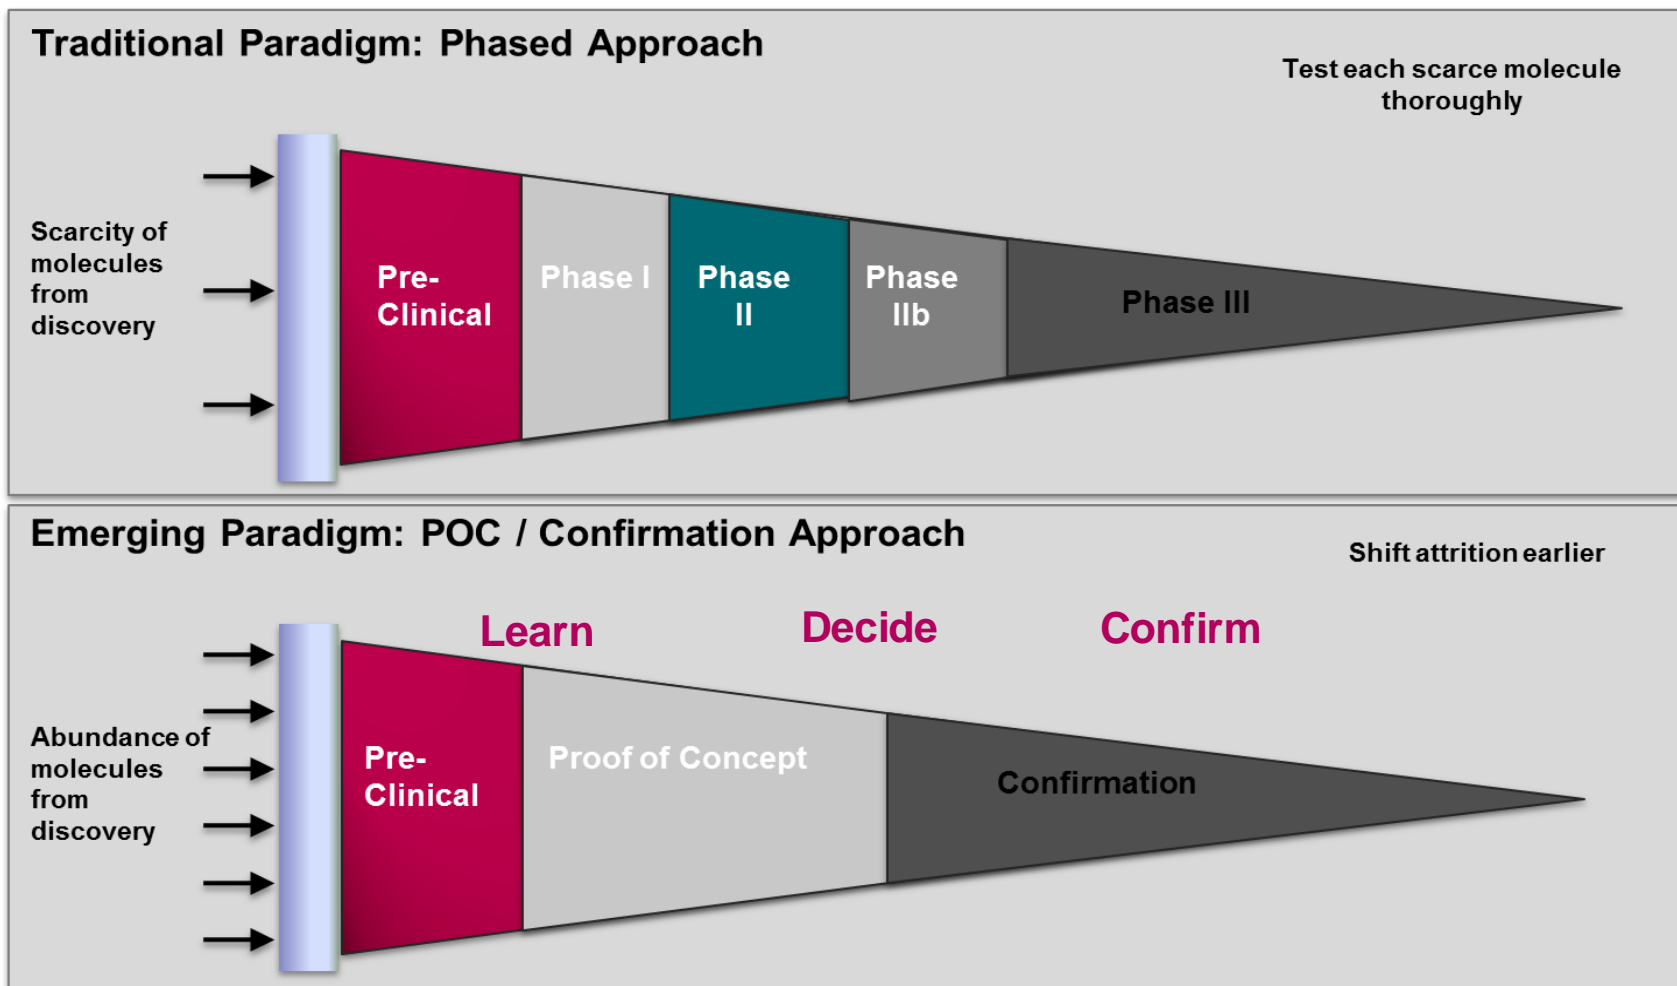 Traditional Paradigm: Phased Approach
Test each scarce molecule
thoroughly
Scarcity of
molecules
from
discovery
Pre-
Clinical
Phase I
Phase
II
Phase
IIb
Phase III
Emerging Paradigm: POC / Confirmation Approach
Shift attrition earlier
Learn
Decide
Confirm
Abundance of
molecules
from
discovery
Pre-
Clinical
Proof of Concept
Confirmation